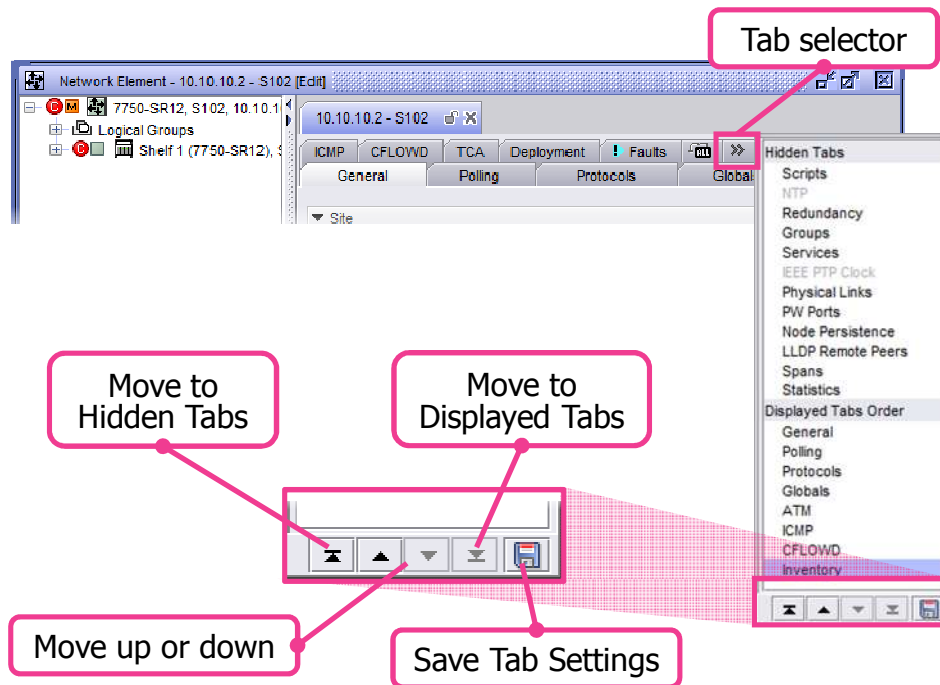 Tab selector
Network Element - 10.10.10.2 - S102 [Edit]
7750-SR12, S102, 10.10.1
Logical Groups
Shelf 1 (7750-SR12), S
10.10.10.2 - S102
ICMP CFLOWD TCA Deployment Faults ALL
General Polling Protocols Globals
Site
Hidden Tabs
Scripts
NTP
Redundancy
Groups
Services
IEEE PTP Clock
Physical Links
PW Ports
Node Persistence
LLDP Remote Peers
Spans
Statistics
Displayed Tabs Order
General
Polling
Protocols
Globals
ATM
ICMP
CFLOWD
Inventory
Move to
Hidden Tabs
Move to
Displayed Tabs
Move up or down
Save Tab Settings